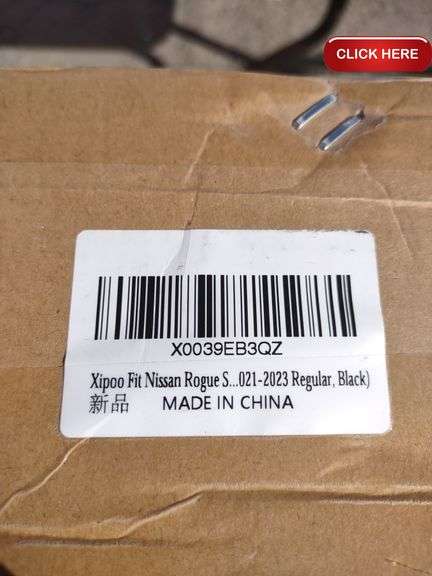 CLICK HERE
X0039EB3QZ
Xipoo Fit Nissan Rogue S...021-2023 Regular, Black)
新品 MADE IN CHINA